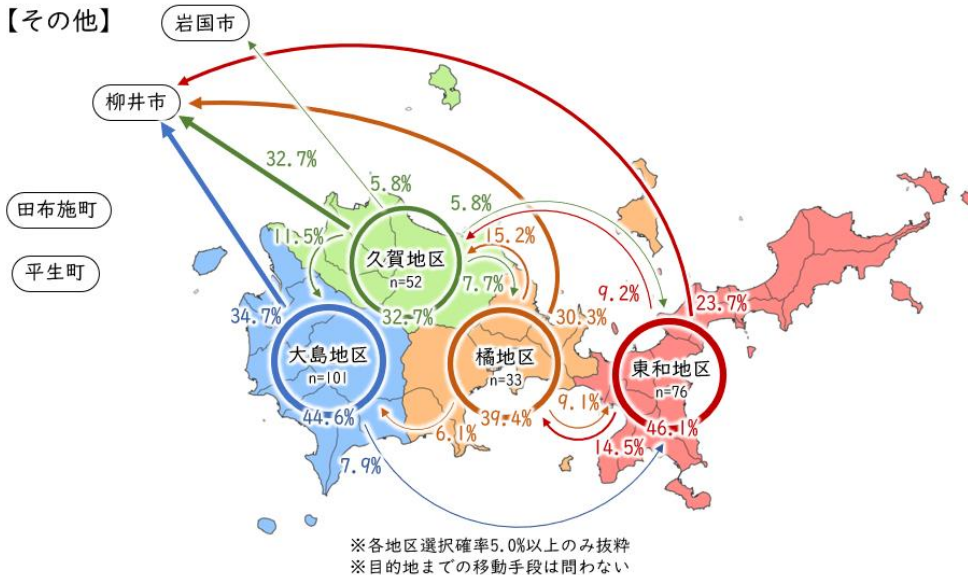 【その他】
岩国市
柳井市
32.7%
5.8%
5.8%
田布施町
11.5%
15.2%
久賀地区
n=52
7.7%
平生町
9.2%
23.7%
34.7%
32.7%
30.3%
大島地区
n=101
橘地区
n=33
東和地区
n=76
9.1%
44.6%
39.4%
46.1%
6.1%
14.5%
7.9%
※各地区選択確率5.0%以上のみ抜粋
※目的地までの移動手段は問わない